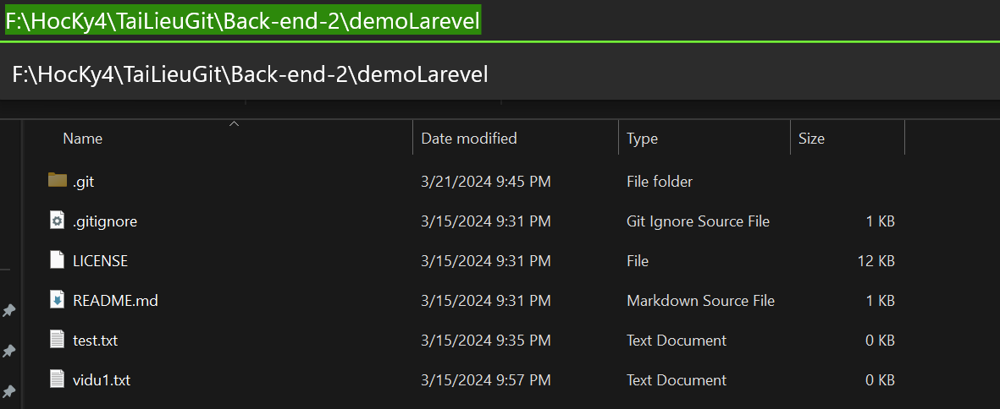 F:\HocKy4\TaiLieuGit\Back-end-2\demoLarevel
F:\HocKy4\TaiLieuGit\Back-end-2\demoLarevel
Name Date modified Type Size
.git 3/21/2024 9:45 PM File folder
.gitignore 3/15/2024 9:31 PM Git Ignore Source File 1 KB
LICENSE 3/15/2024 9:31 PM File 12 KB
README.md 3/15/2024 9:31 PM Markdown Source File 1 KB
test.txt 3/15/2024 9:35 PM Text Document 0 KB
vidu1.txt 3/15/2024 9:57 PM Text Document 0 KB